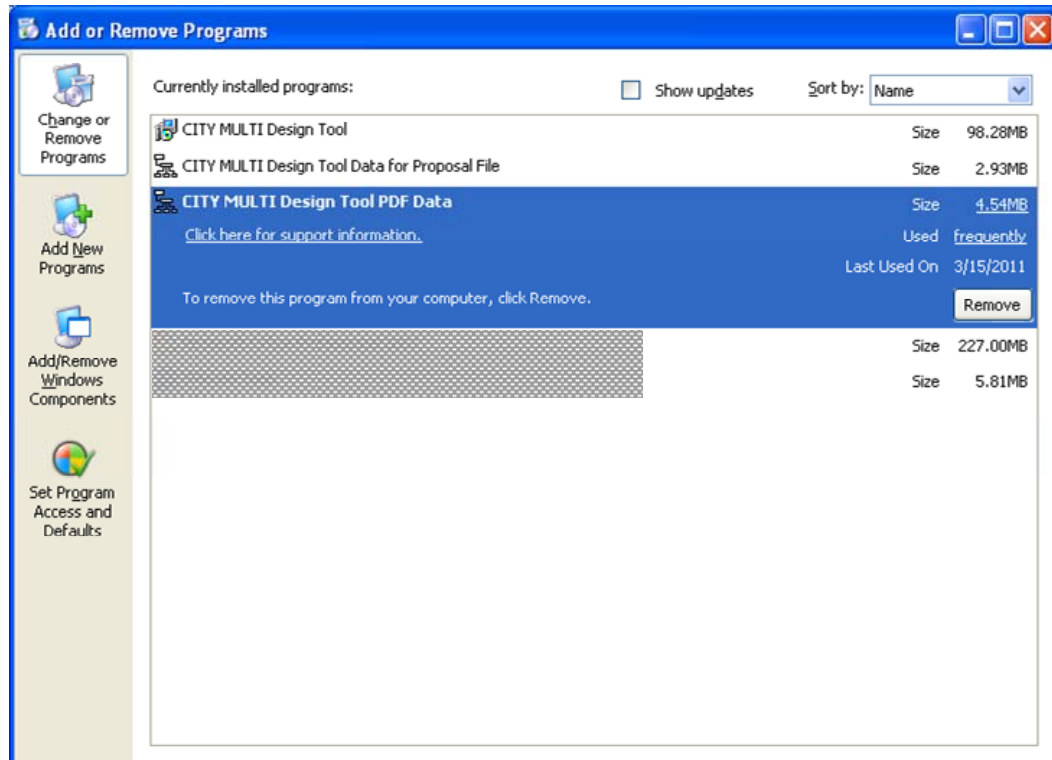 Add or Remove Programs
Change or
Remove
Programs
Add New
Programs
Add/Remove
Windows
Components
Set Program
Access and
Defaults
Currently installed programs:
Show updates
Sort by: Name
CITY MULTI Design Tool Size 98.28MB
CITY MULTI Design Tool Data for Proposal File Size 2.93MB
CITY MULTI Design Tool PDF Data Size 4.54MB
Click here for support information. Used frequently
Last Used On 3/15/2011
To remove this program from your computer, click Remove. Remove
Size 227.00MB
Size 5.81MB